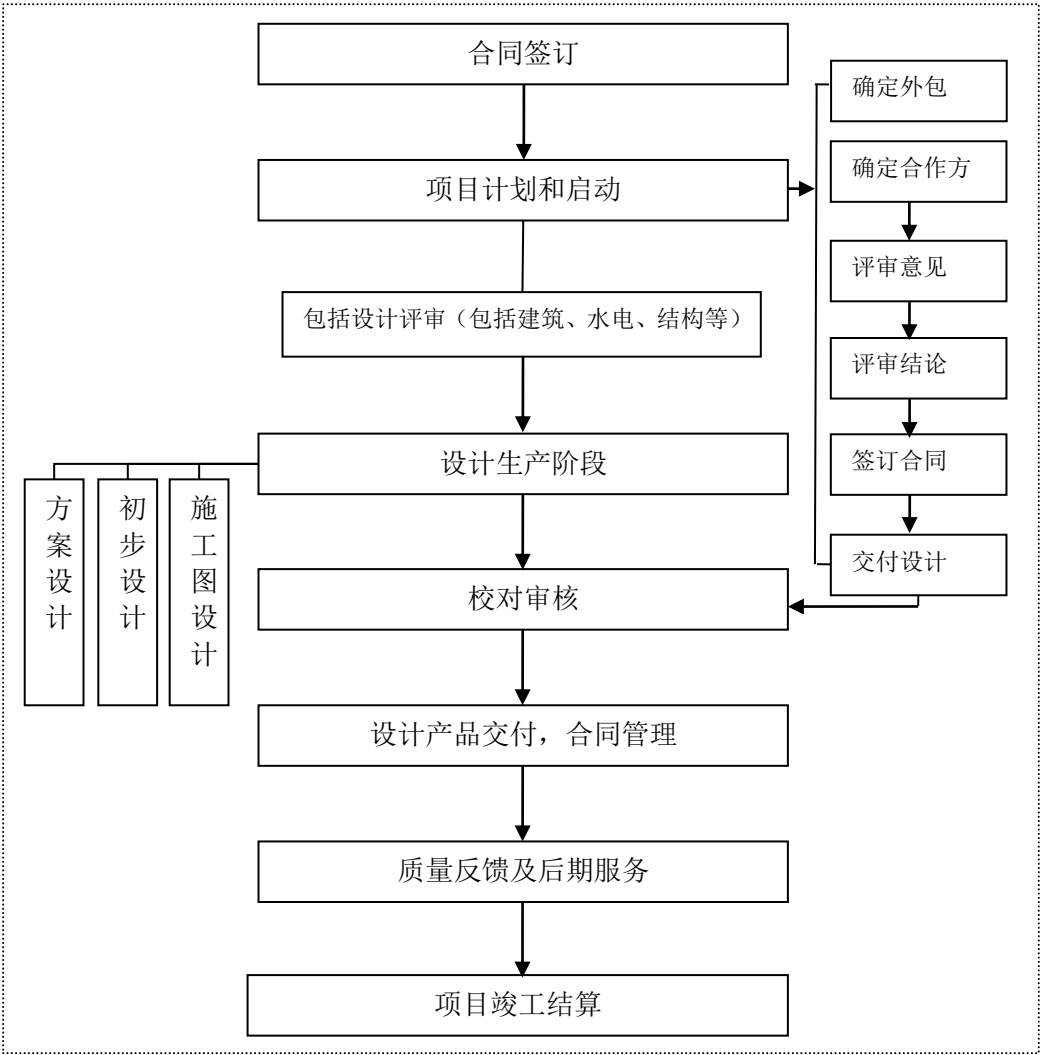 合同签订
确定外包
确定合作方
项目计划和启动
评审意见
包括设计评审（包括建筑、水电、结构等）
评审结论
设计生产阶段
签订合同
方案设计
初步设计
施工图设计
交付设计
校对审核
设计产品交付，合同管理
质量反馈及后期服务
项目竣工结算